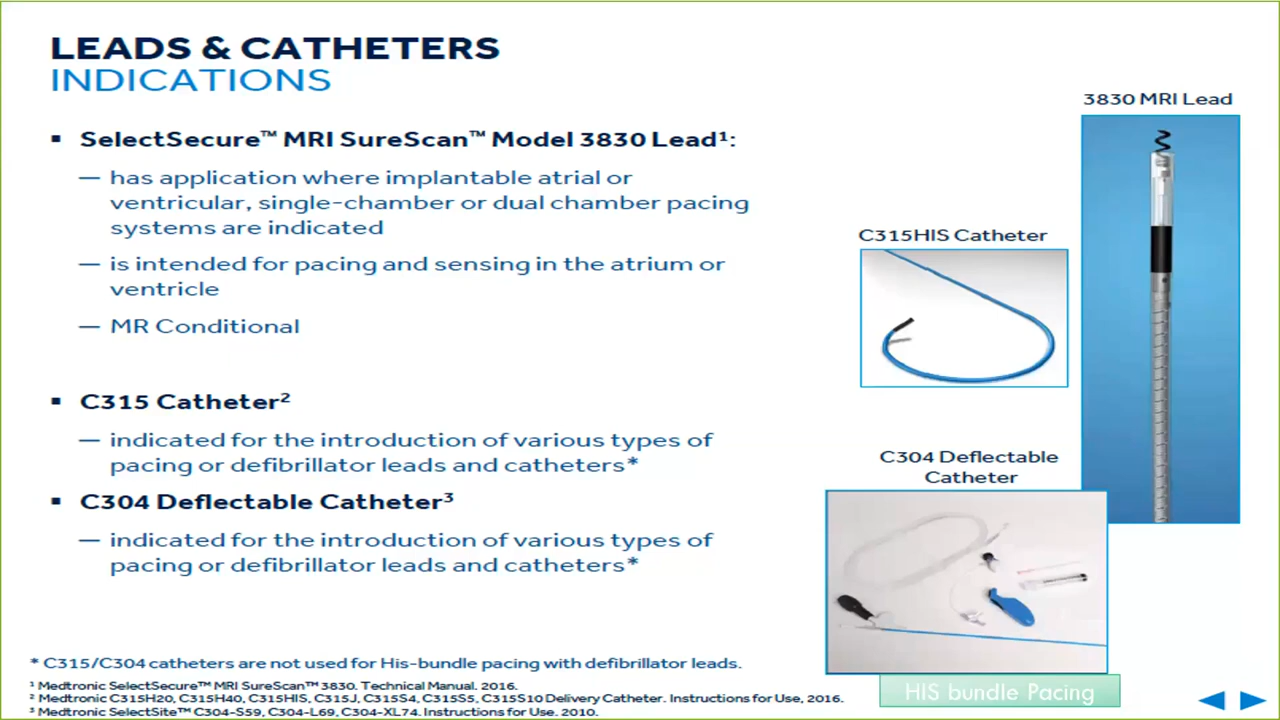 LEADS & CATHETERS
INDICATIONS
▪ SelectSecure™ MRI SureScan™ Model 3830 Lead¹:
— has application where implantable atrial or
ventricular, single-chamber or dual chamber pacing
systems are indicated
— is intended for pacing and sensing in the atrium or
ventricle
— MR Conditional
▪ C315 Catheter²
— indicated for the introduction of various types of
pacing or defibrillator leads and catheters*
▪ C304 Deflectable Catheter³
— indicated for the introduction of various types of
pacing or defibrillator leads and catheters*
3830 MRI Lead
C315HIS Catheter
C304 Deflectable
Catheter
* C315/C304 catheters are not used for His-bundle pacing with defibrillator leads.
¹ Medtronic SelectSecure™ MRI SureScan™ 3830. Technical Manual. 2016.
² Medtronic C315H20, C315H40, C315HIS, C315J, C315S4, C315S5, C315S10 Delivery Catheter. Instructions for Use, 2016.
³ Medtronic SelectSite™ C304-S59, C304-L69, C304-XL74. Instructions for Use. 2010.
HIS bundle Pacing